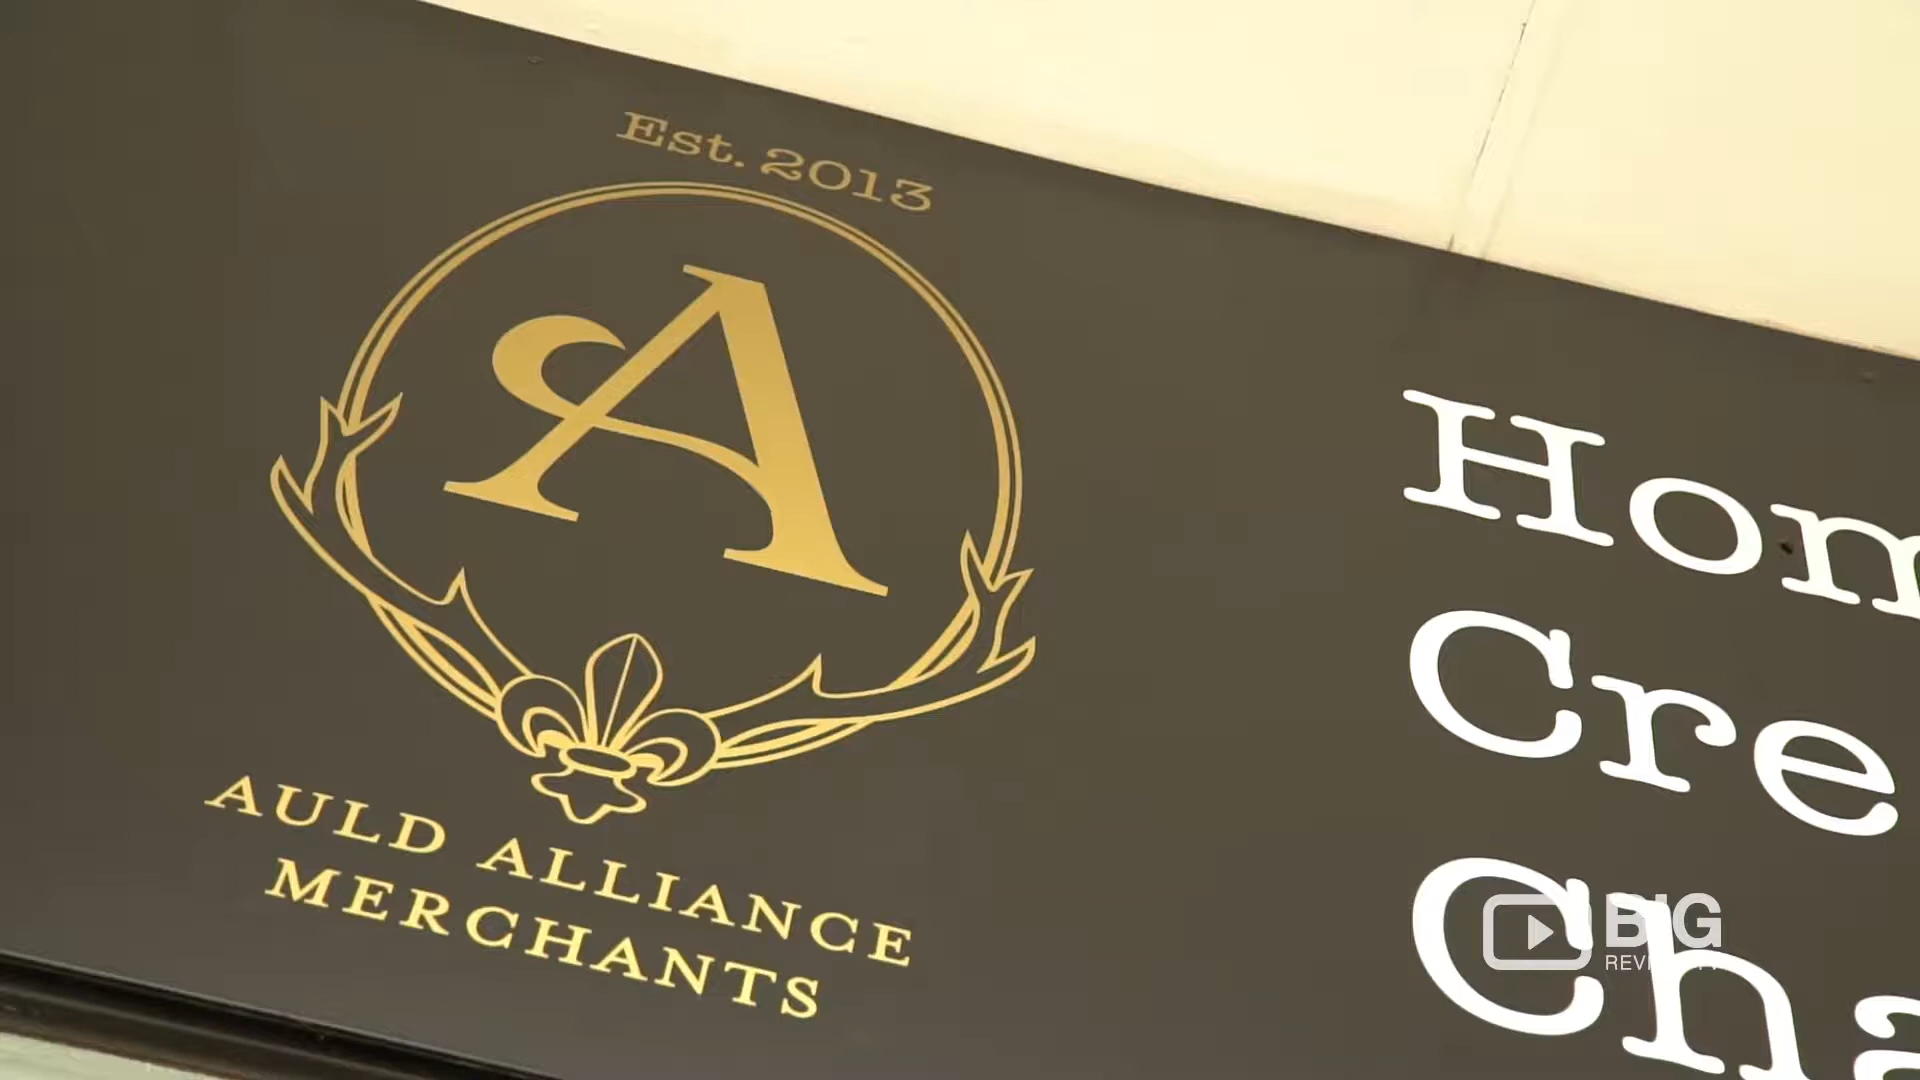 Est. 2013
A
AULD ALLIANCE
MERCHANTS
Hom
Cre
Cha
BIG